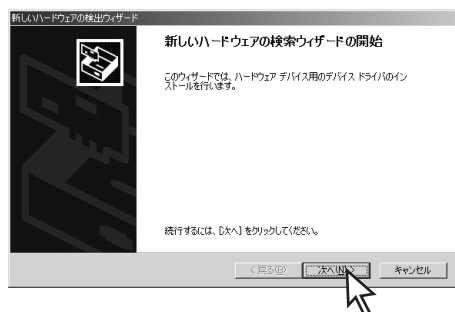 新しいハードウェアの検出ウィザード
新しいハードウェアの検索ウィザードの開始
このウィザードでは、ハードウェア デバイス用のデバイス ドライバのイン
ストールを行います。
続行するには、[次へ] をクリックしてください。
< 戻る(B)
次へ(N) >
キャンセル